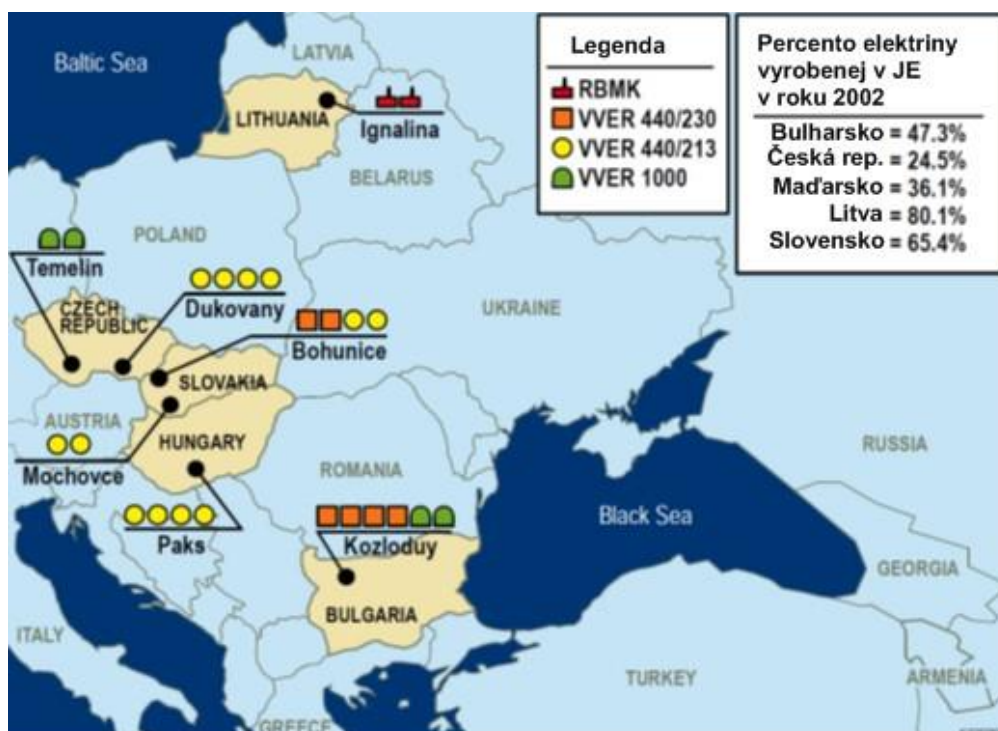 Baltic Sea
LATVIA
LITHUANIA
Ignalina
BELARUS
Legenda
RBMK
VVER 440/230
VVER 440/213
VVER 1000
Percento elektriny
vyrobenej v JE
v roku 2002
Bulharsko = 47.3%
Česká rep. = 24.5%
Maďarsko = 36.1%
Litva = 80.1%
Slovensko = 65.4%
POLAND
Temelin
Dukovany
CZECH
REPUBLIC
Bohunice
UKRAINE
SLOVAKIA
AUSTRIA
HUNGARY
Mochovce
ROMANIA
RUSSIA
Paks
Kozloduy
Black Sea
BULGARIA
GEORGIA
ITALY
TURKEY
ARMENIA
GREECE